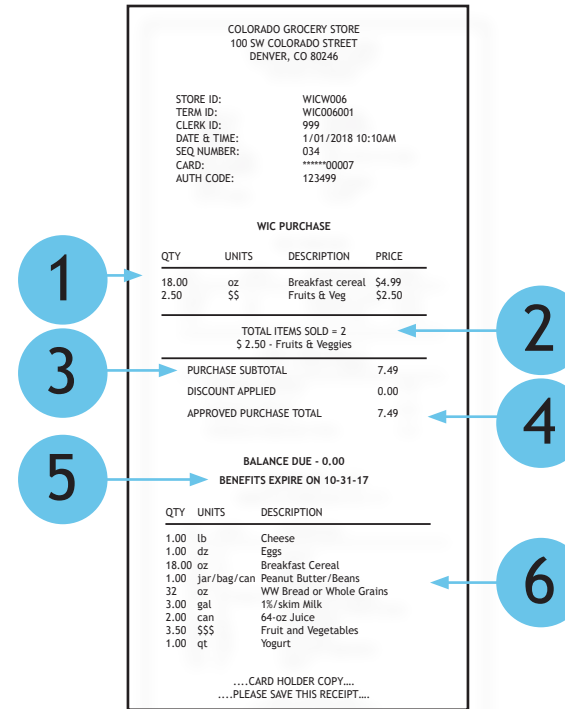 COLORADO GROCERY STORE
100 SW COLORADO STREET
DENVER, CO 80246
STORE ID: WICW006
TERM ID: WIC006001
CLERK ID: 999
DATE & TIME: 1/01/2018 10:10AM
SEQ NUMBER: 034
CARD: ******00007
AUTH CODE: 123499
WIC PURCHASE
QTY UNITS DESCRIPTION PRICE
1
18.00 oz Breakfast cereal $4.99
2.50 $$ Fruits & Veg $2.50
TOTAL ITEMS SOLD = 2
2
$ 2.50 - Fruits & Veggies
3
PURCHASE SUBTOTAL 7.49
DISCOUNT APPLIED 0.00
APPROVED PURCHASE TOTAL 7.49
4
BALANCE DUE - 0.00
5
BENEFITS EXPIRE ON 10-31-17
QTY UNITS DESCRIPTION
1.00 lb Cheese
1.00 dz Eggs
18.00 oz Breakfast Cereal
1.00 jar/bag/can Peanut Butter/Beans
32 oz WW Bread or Whole Grains
6
3.00 gal 1%/skim Milk
2.00 can 64-oz Juice
3.50 $$$ Fruit and Vegetables
1.00 qt Yogurt
....CARD HOLDER COPY....
....PLEASE SAVE THIS RECEIPT....